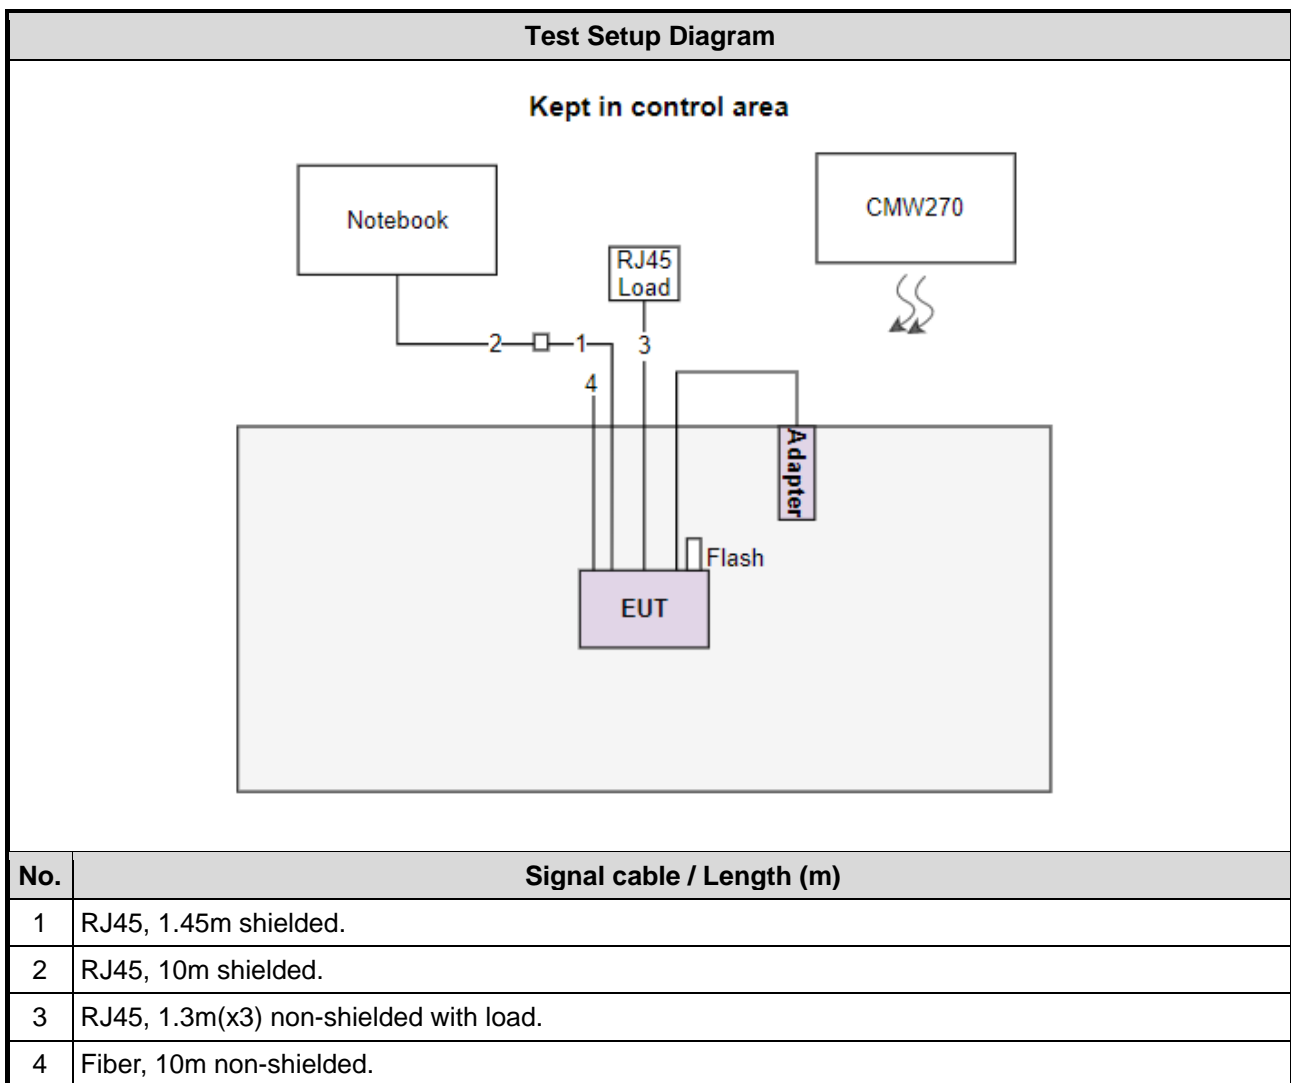 Test Setup Diagram
Kept in control area
Notebook
CMW270
RJ45
Load
2
1
3
4
Adapter
Flash
EUT
No. Signal cable / Length (m)
1 RJ45, 1.45m shielded.
2 RJ45, 10m shielded.
3 RJ45, 1.3m(x3) non-shielded with load.
4 Fiber, 10m non-shielded.